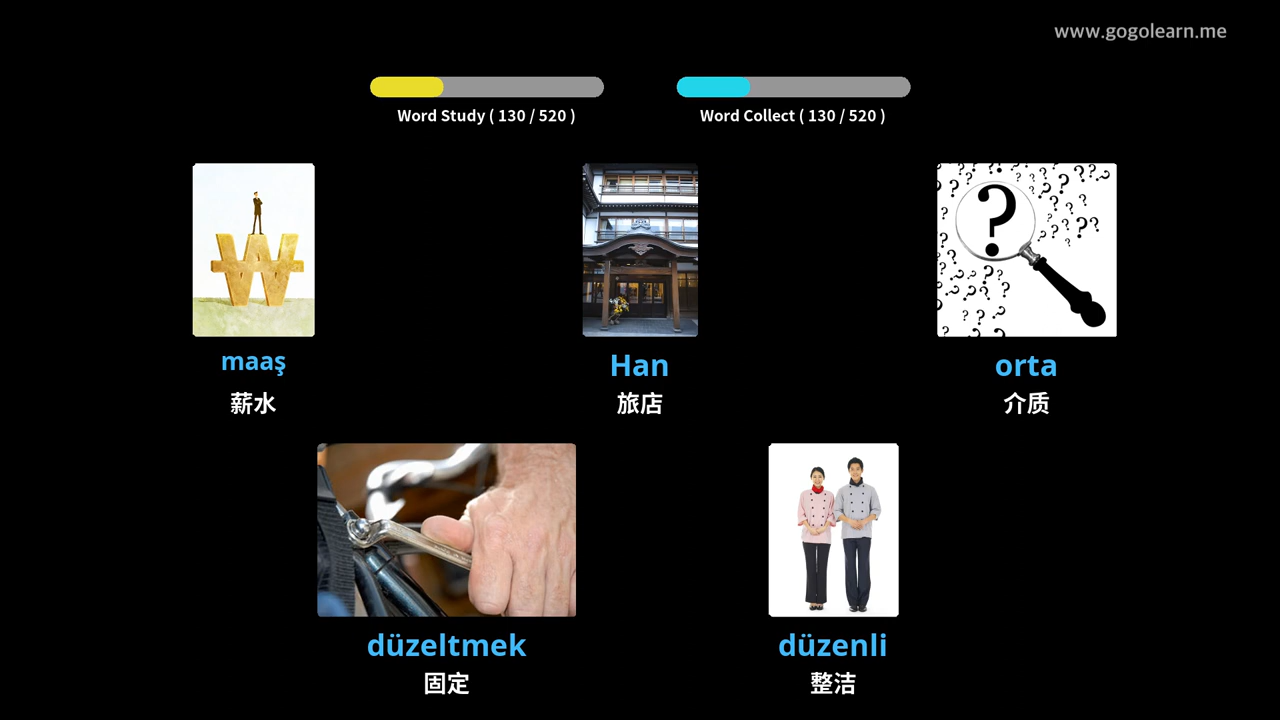 www.gogolearn.me
Word Study ( 130 / 520 )
Word Collect ( 130 / 520 )
maaş
薪水
Han
旅店
orta
介质
düzeltmek
固定
düzenli
整洁